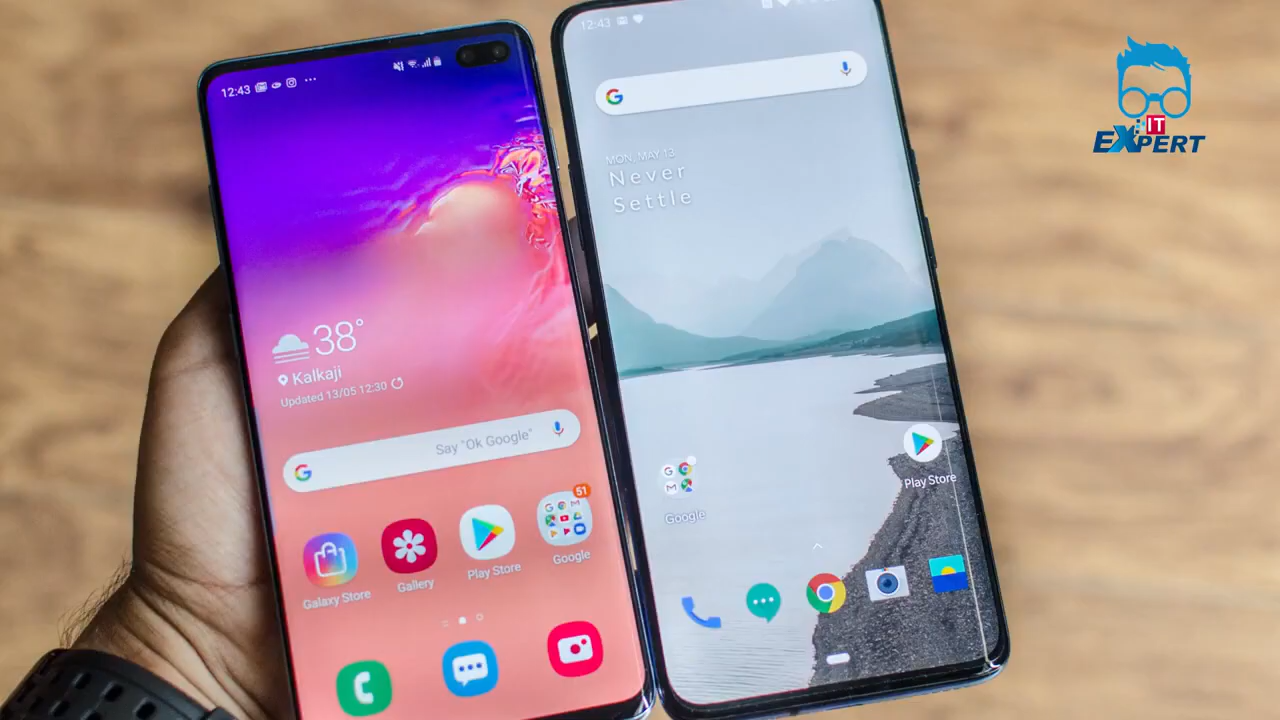 12:43
38°
Kalkaji
Updated 13/05 12:30
Say "Ok Google"
51
Galaxy Store
Gallery
Play Store
Google
12:43
MON, MAY 13
Never
Settle
Google
Play Store
IT
EXPERT